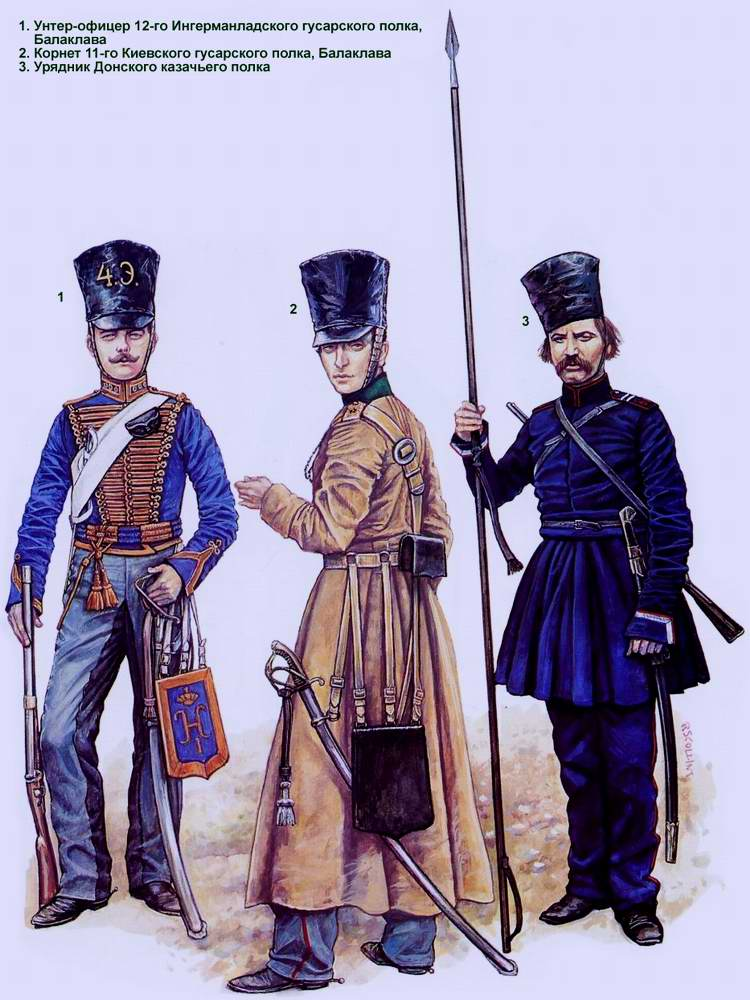 1. Унтер-офицер 12-го Ингерманладского гусарского полка,
Балаклава
2. Корнет 11-го Киевского гусарского полка, Балаклава
3. Урядник Донского казачьего полка
4.Э.
1
2
3
Н
I